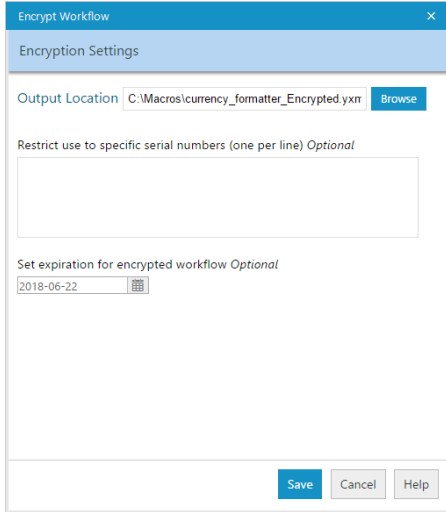 Encrypt Workflow ×
Encryption Settings
Output Location C:\Macros\currency_formatter_Encrypted.yxm Browse
Restrict use to specific serial numbers (one per line) Optional
Set expiration for encrypted workflow Optional
2018-06-22
Save Cancel Help